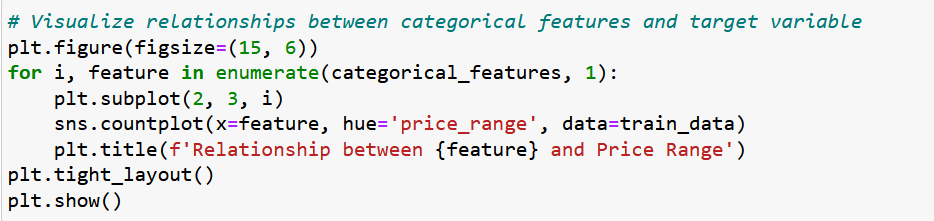 # Visualize relationships between categorical features and target variable
plt.figure(figsize=(15, 6))
for i, feature in enumerate(categorical_features, 1):
    plt.subplot(2, 3, i)
    sns.countplot(x=feature, hue='price_range', data=train_data)
    plt.title(f'Relationship between {feature} and Price Range')
plt.tight_layout()
plt.show()